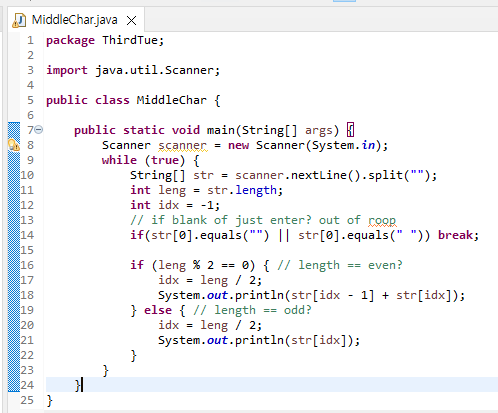 MiddleChar.java
1 package ThirdTue;
2
3 import java.util.Scanner;
4
5 public class MiddleChar {
6
7     public static void main(String[] args) {
8         Scanner scanner = new Scanner(System.in);
9         while (true) {
10             String[] str = scanner.nextLine().split("");
11             int leng = str.length;
12             int idx = -1;
13             // if blank of just enter? out of roop
14             if(str[0].equals("") || str[0].equals(" ")) break;
15
16             if (leng % 2 == 0) { // length == even?
17                 idx = leng / 2;
18                 System.out.println(str[idx - 1] + str[idx]);
19             } else { // length == odd?
20                 idx = leng / 2;
21                 System.out.println(str[idx]);
22             }
23         }
24     }
25 }